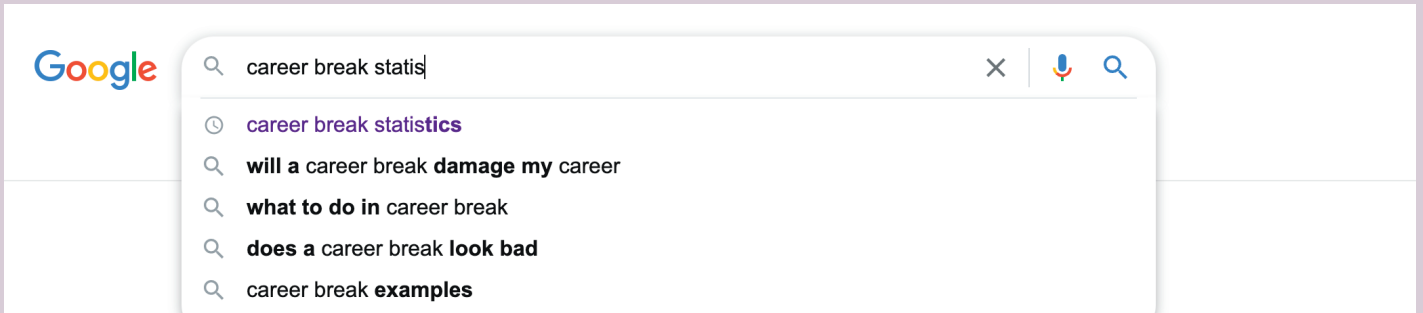 Google
career break statis
career break statistics
will a career break damage my career
what to do in career break
does a career break look bad
career break examples